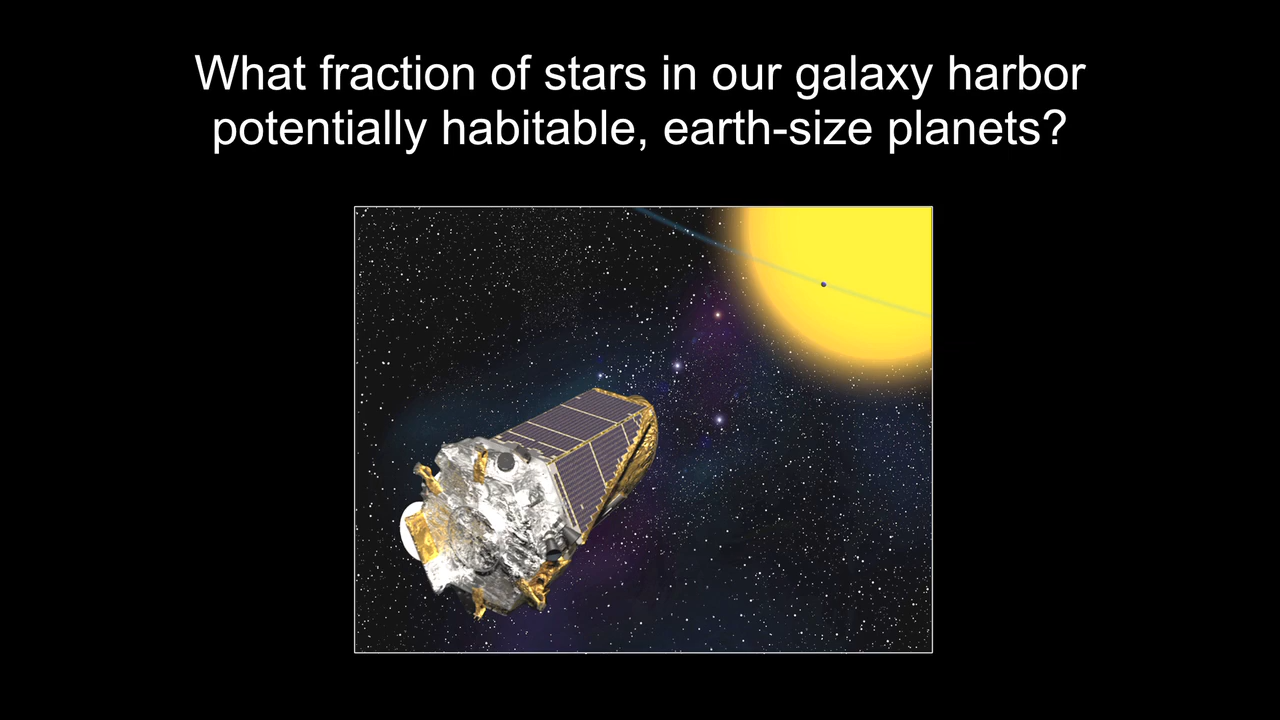 What fraction of stars in our galaxy harbor
potentially habitable, earth-size planets?